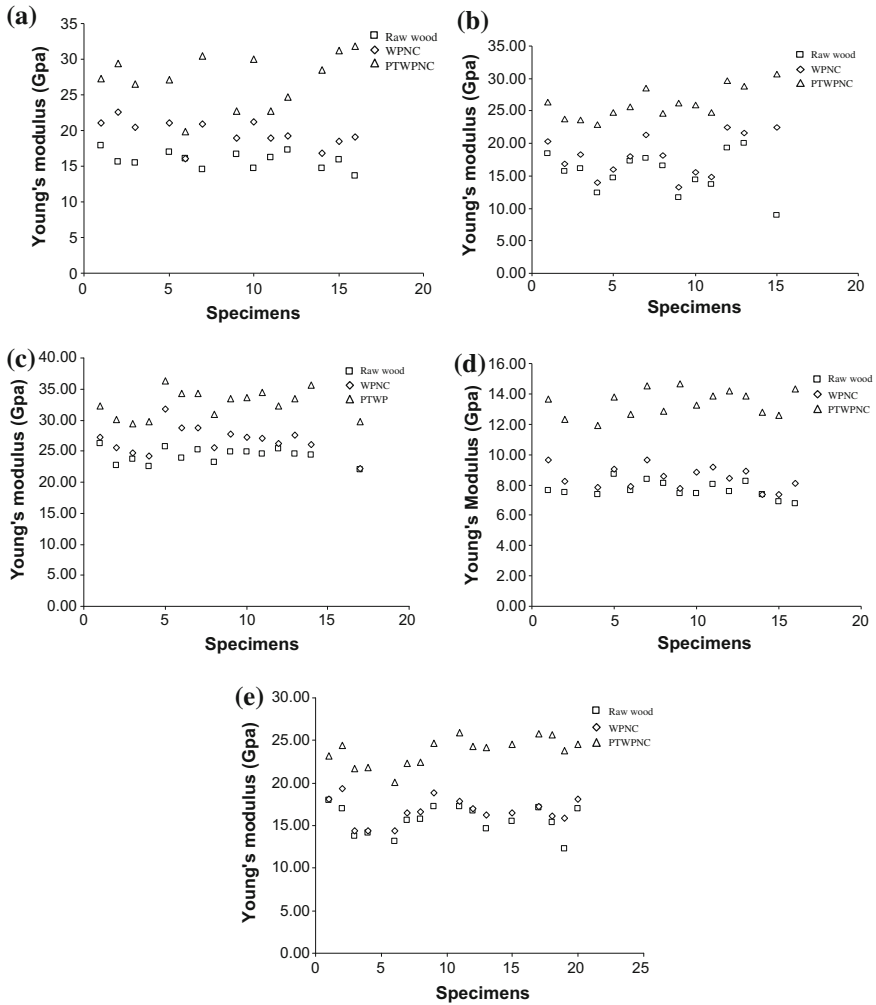 (a)
35
30
25
20
15
10
5
0
0 5 10 15 20
Young's modulus (Gpa)
Specimens
Raw wood
WPNC
PTWPNC
(b)
40.00
35.00
30.00
25.00
20.00
15.00
10.00
5.00
0.00
0 5 10 15 20
Young's modulus (Gpa)
Specimens
Raw wood
WPNC
PTWPNC
(c)
40.00
35.00
30.00
25.00
20.00
15.00
10.00
5.00
0.00
0 5 10 15 20
Young's modulus (Gpa)
Specimens
Raw wood
WPNC
PTWP
(d)
16.00
14.00
12.00
10.00
8.00
6.00
4.00
2.00
0.00
0 5 10 15 20
Young's Modulus (Gpa)
Specimens
Raw wood
WPNC
PTWPNC
(e)
30.00
25.00
20.00
15.00
10.00
5.00
0.00
0 5 10 15 20 25
Young's modulus (Gpa)
Specimens
Raw wood
WPNC
PTWPNC